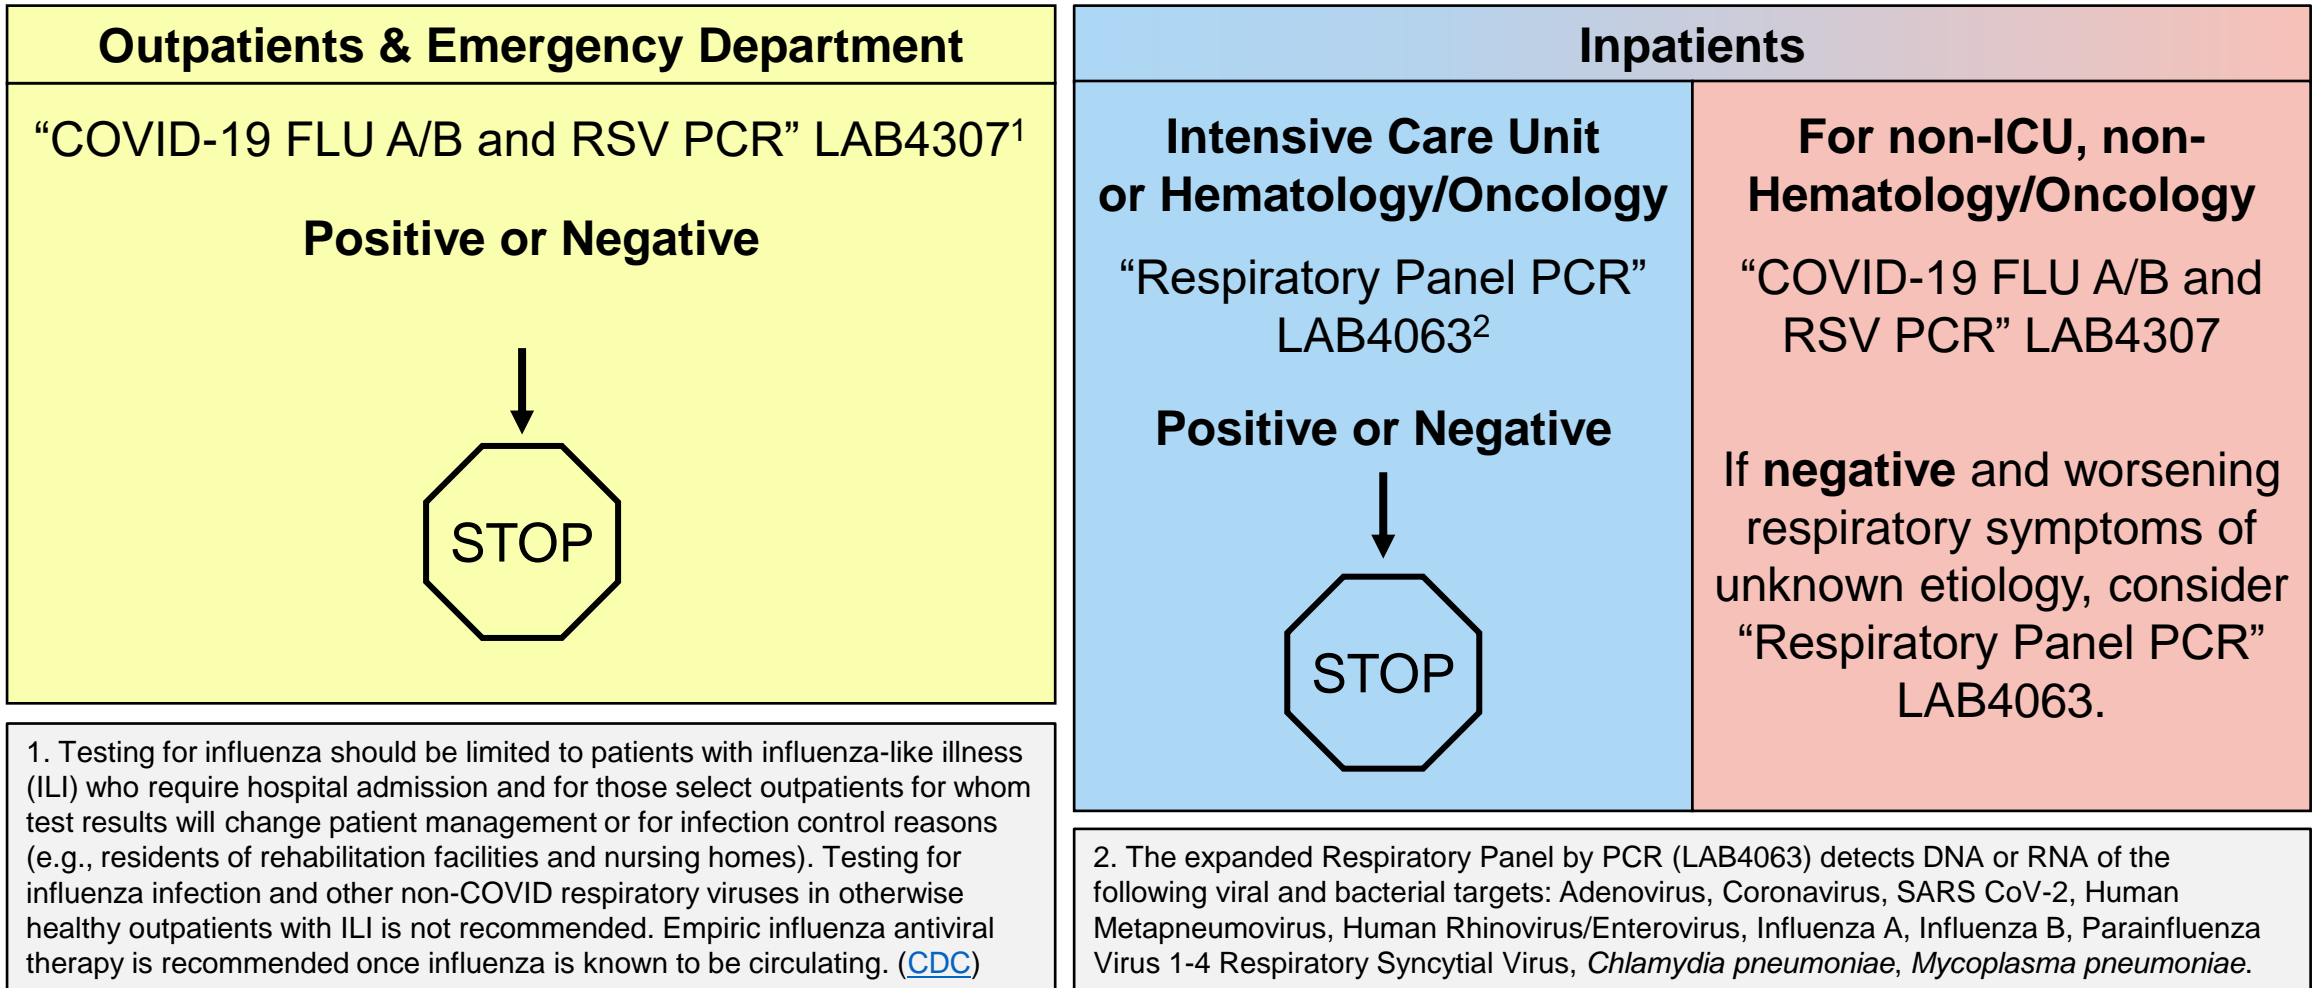 Outpatients & Emergency Department
“COVID-19 FLU A/B and RSV PCR” LAB4307¹
Positive or Negative
STOP
1. Testing for influenza should be limited to patients with influenza-like illness
(ILI) who require hospital admission and for those select outpatients for whom
test results will change patient management or for infection control reasons
(e.g., residents of rehabilitation facilities and nursing homes). Testing for
influenza infection and other non-COVID respiratory viruses in otherwise
healthy outpatients with ILI is not recommended. Empiric influenza antiviral
therapy is recommended once influenza is known to be circulating. (CDC)
Inpatients
Intensive Care Unit
or Hematology/Oncology
“Respiratory Panel PCR”
LAB4063²
Positive or Negative
STOP
For non-ICU, non-
Hematology/Oncology
“COVID-19 FLU A/B and
RSV PCR” LAB4307
If negative and worsening
respiratory symptoms of
unknown etiology, consider
“Respiratory Panel PCR”
LAB4063.
2. The expanded Respiratory Panel by PCR (LAB4063) detects DNA or RNA of the
following viral and bacterial targets: Adenovirus, Coronavirus, SARS CoV-2, Human
Metapneumovirus, Human Rhinovirus/Enterovirus, Influenza A, Influenza B, Parainfluenza
Virus 1-4 Respiratory Syncytial Virus, Chlamydia pneumoniae, Mycoplasma pneumoniae.